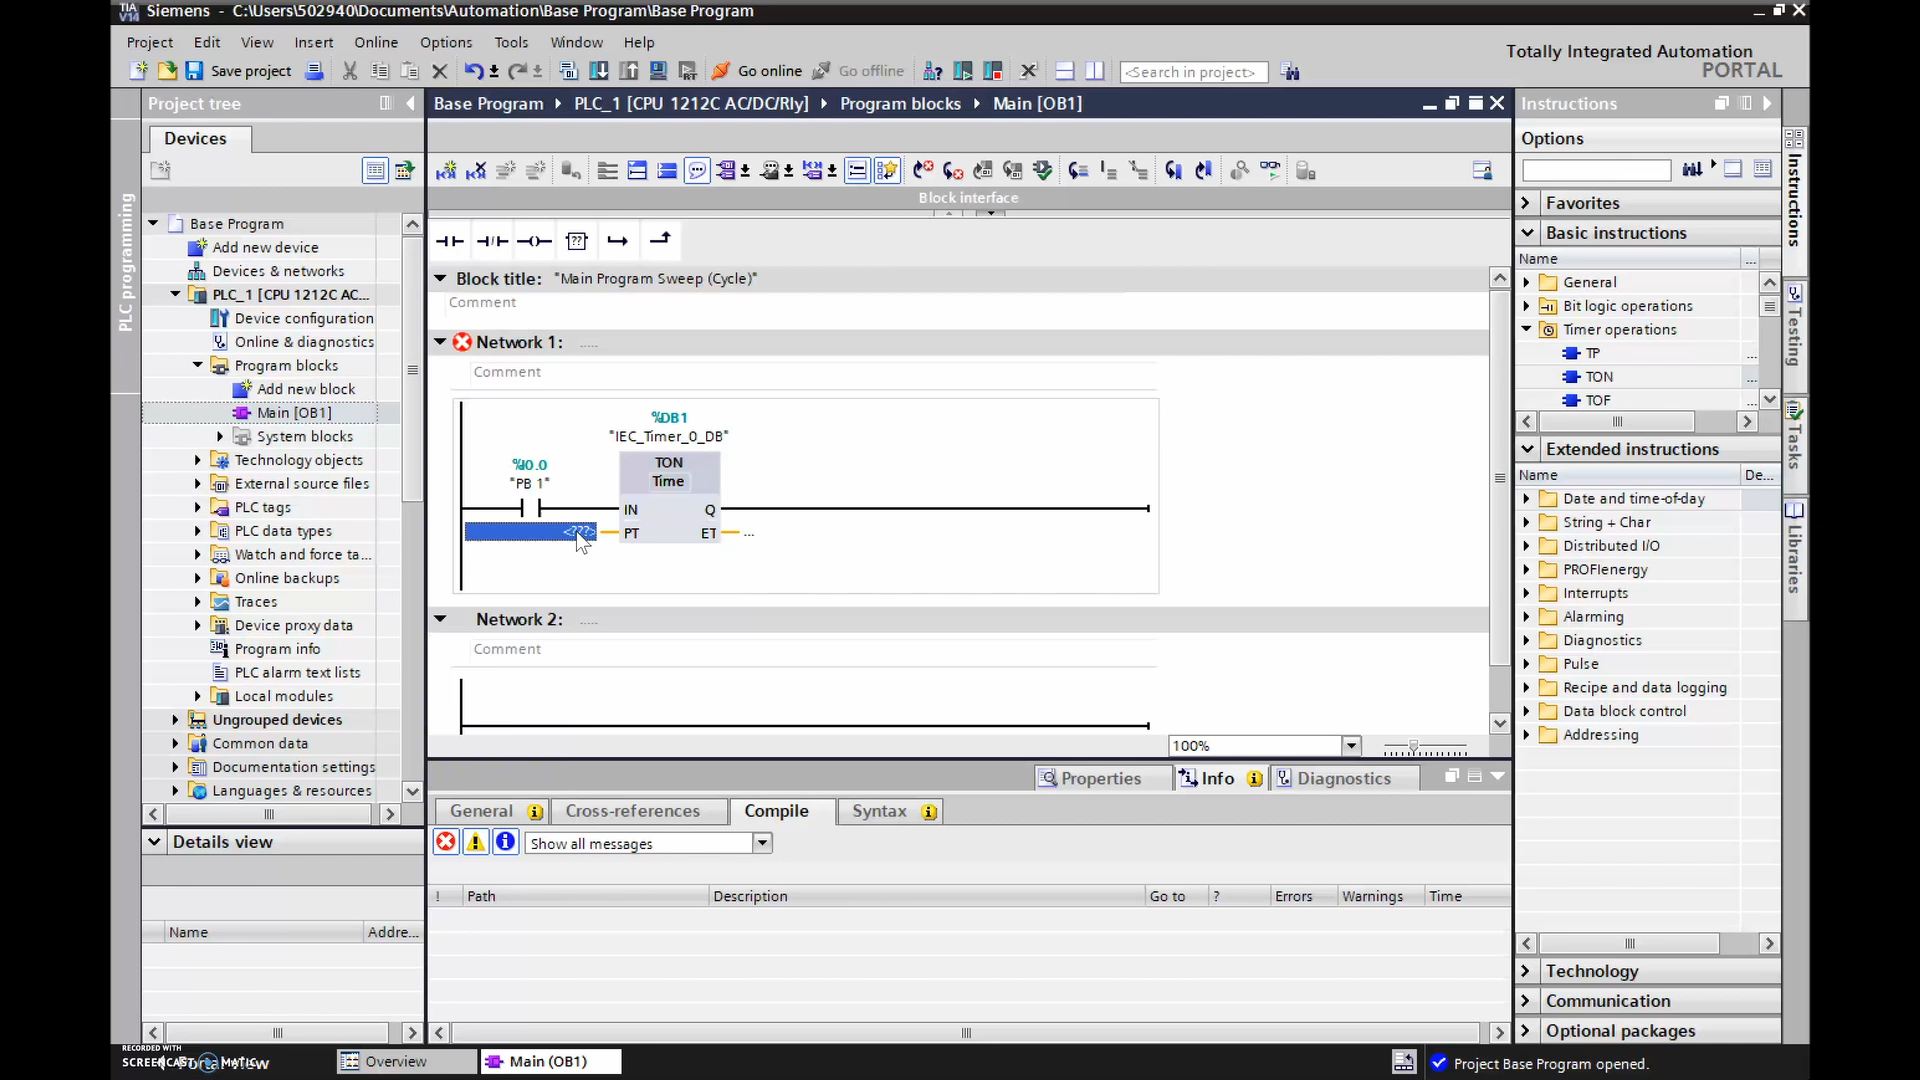 TIA V14 Siemens - C:\Users\502940\Documents\Automation\Base Program\Base Program
Project Edit View Insert Online Options Tools Window Help
Totally Integrated Automation
PORTAL
Save project Go online Go offline <Search in project>
Project tree
Devices
PLC programming
Base Program
Add new device
Devices & networks
PLC_1 [CPU 1212C AC...
Device configuration
Online & diagnostics
Program blocks
Add new block
Main [OB1]
System blocks
Technology objects
External source files
PLC tags
PLC data types
Watch and force ta...
Online backups
Traces
Device proxy data
Program info
PLC alarm text lists
Local modules
Ungrouped devices
Common data
Documentation settings
Languages & resources
Details view
Name Addre...
Base Program PLC_1 [CPU 1212C AC/DC/Rly] Program blocks Main [OB1]
Block interface
??
Block title: "Main Program Sweep (Cycle)"
Comment
Network 1: .....
Comment
%DB1
"IEC_Timer_0_DB"
%I0.0
"PB 1"
TON
Time
IN Q
<???> PT ET ...
Network 2: .....
Comment
100%
Properties Info Diagnostics
General Cross-references Compile Syntax
Show all messages
! Path Description Go to ? Errors Warnings Time
Instructions
Options
Favorites
Basic instructions
Name ...
General
Bit logic operations
Timer operations
TP ...
TON ...
TOF ...
Extended instructions
Name De...
Date and time-of-day
String + Char
Distributed I/O
PROFIenergy
Interrupts
Alarming
Diagnostics
Pulse
Recipe and data logging
Data block control
Addressing
Technology
Communication
Optional packages
Instructions
Testing
Tasks
Libraries
RECORDED WITH
SCREENCAST-O-MATIC
Portal view
Overview Main (OB1) Project Base Program opened.